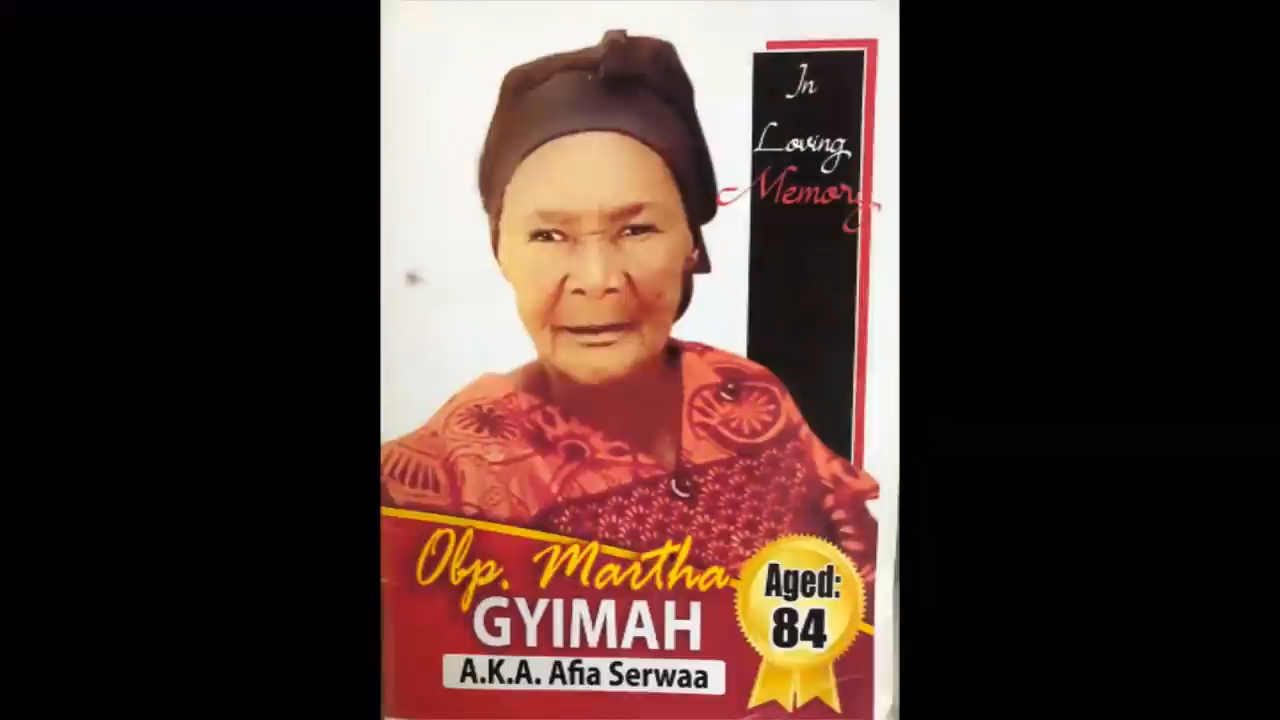 In
Loving
Memory
Obp. Martha
GYIMAH
A.K.A. Afia Serwaa
Aged:
84